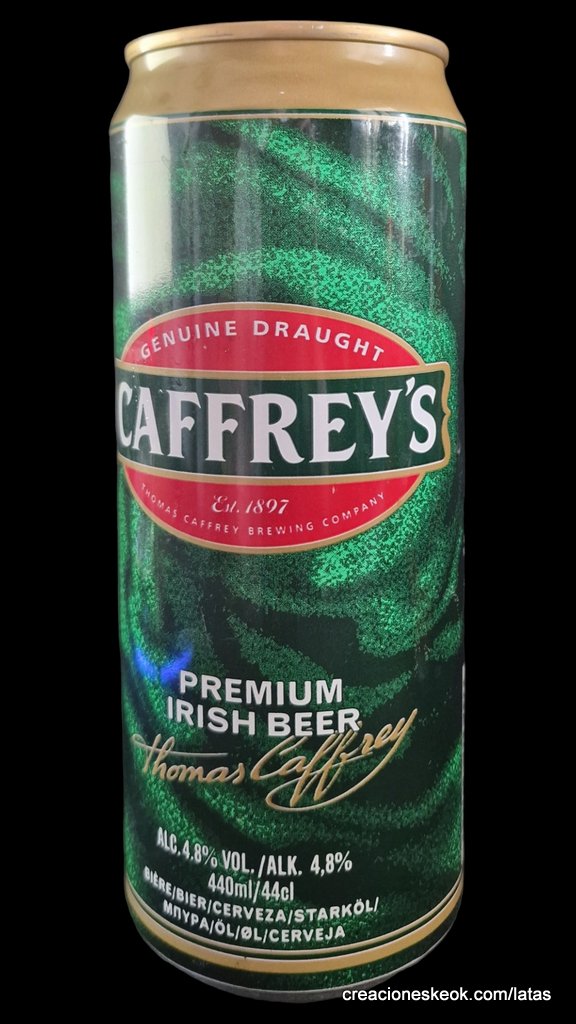 GENUINE DRAUGHT
CAFFREY'S
Est. 1897
THOMAS CAFFREY BREWING COMPANY
PREMIUM
IRISH BEER
Thomas Caffrey
ALC. 4.8% VOL./ALK. 4,8%
440ml/44cl
BIÈRE/BIER/CERVEZA/STARKÖL/
ΜΠΥΡΑ/ÖL/ØL/CERVEJA
creacioneskeok.com/latas